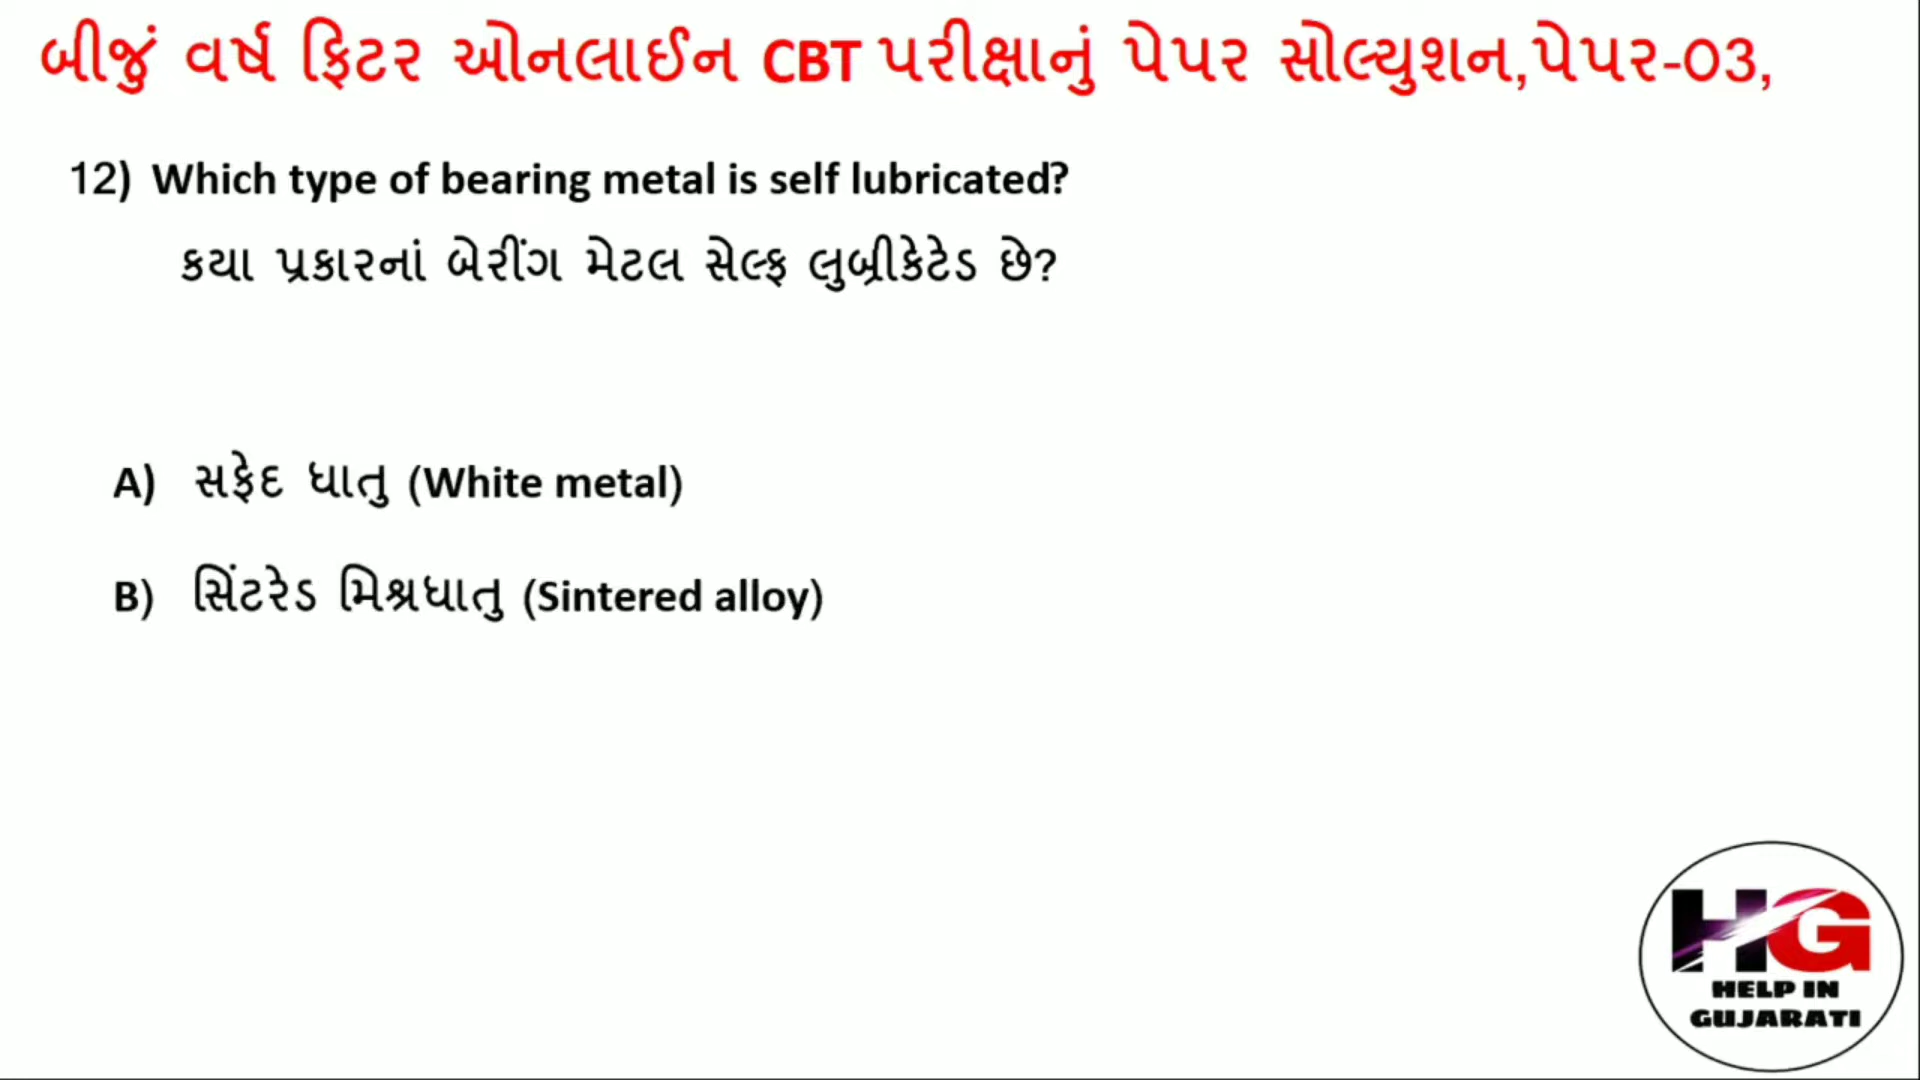 બીજું વર્ષ ફિટર ઓનલાઈન CBT પરીક્ષાનું પેપર સોલ્યુશન,પેપર-03,
12) Which type of bearing metal is self lubricated?
કયા પ્રકારનાં બેરીંગ મેટલ સેલ્ફ લુબ્રીકેટેડ છે?
A) સફેદ ધાતુ (White metal)
B) સિંટરેડ મિશ્રધાતુ (Sintered alloy)
HG
HELP IN
GUJARATI